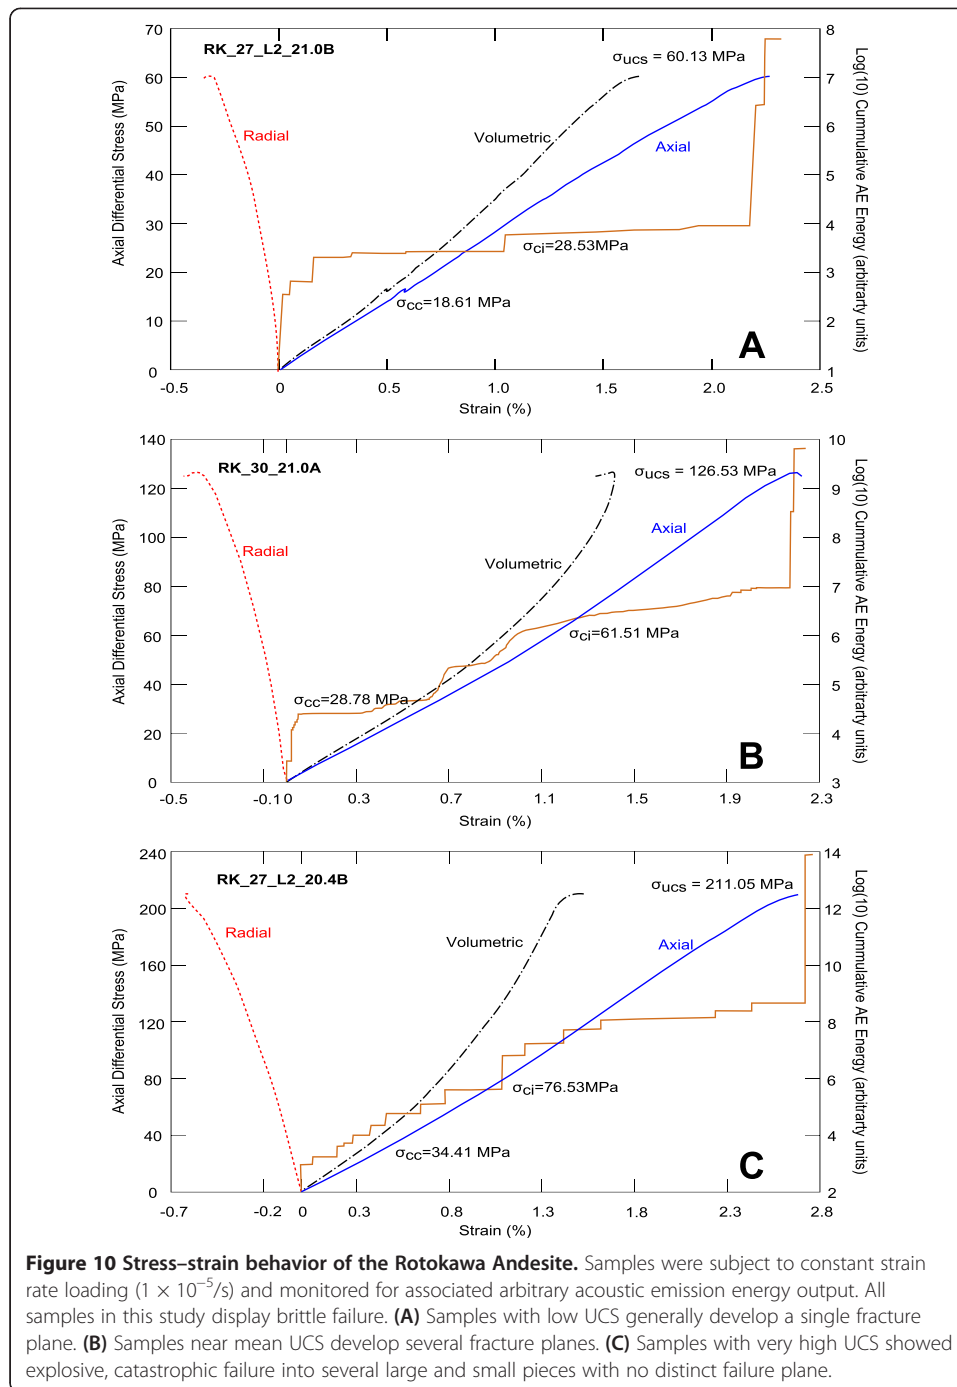 70
60
50
40
30
20
10
0
Axial Differential Stress (MPa)
8
7
6
5
4
3
2
1
Log(10) Cummulative AE Energy (arbitrarty units)
RK_27_L2_21.0B
σucs = 60.13 MPa
Radial
Volumetric
Axial
σci=28.53MPa
σcc=18.61 MPa
A
-0.5 0 0.5 1.0 1.5 2.0 2.5
Strain (%)
140
120
100
80
60
40
20
0
Axial Differential Stress (MPa)
10
9
8
7
6
5
4
3
Log(10) Cummulative AE Energy (arbitrarty units)
RK_30_21.0A
σucs = 126.53 MPa
Axial
Radial
Volumetric
σci=61.51 MPa
σcc=28.78 MPa
B
-0.5 -0.1 0 0.3 0.7 1.1 1.5 1.9 2.3
Strain (%)
240
200
160
120
80
40
0
Axial Differential Stress (MPa)
14
12
10
8
6
4
2
Log(10) Cummulative AE Energy (arbitrarty units)
RK_27_L2_20.4B
σucs = 211.05 MPa
Radial
Volumetric
Axial
σci=76.53MPa
σcc=34.41 MPa
C
-0.7 -0.2 0 0.3 0.8 1.3 1.8 2.3 2.8
Strain (%)
Figure 10 Stress–strain behavior of the Rotokawa Andesite. Samples were subject to constant strain
rate loading (1 × 10⁻⁵/s) and monitored for associated arbitrary acoustic emission energy output. All
samples in this study display brittle failure. (A) Samples with low UCS generally develop a single fracture
plane. (B) Samples near mean UCS develop several fracture planes. (C) Samples with very high UCS showed
explosive, catastrophic failure into several large and small pieces with no distinct failure plane.